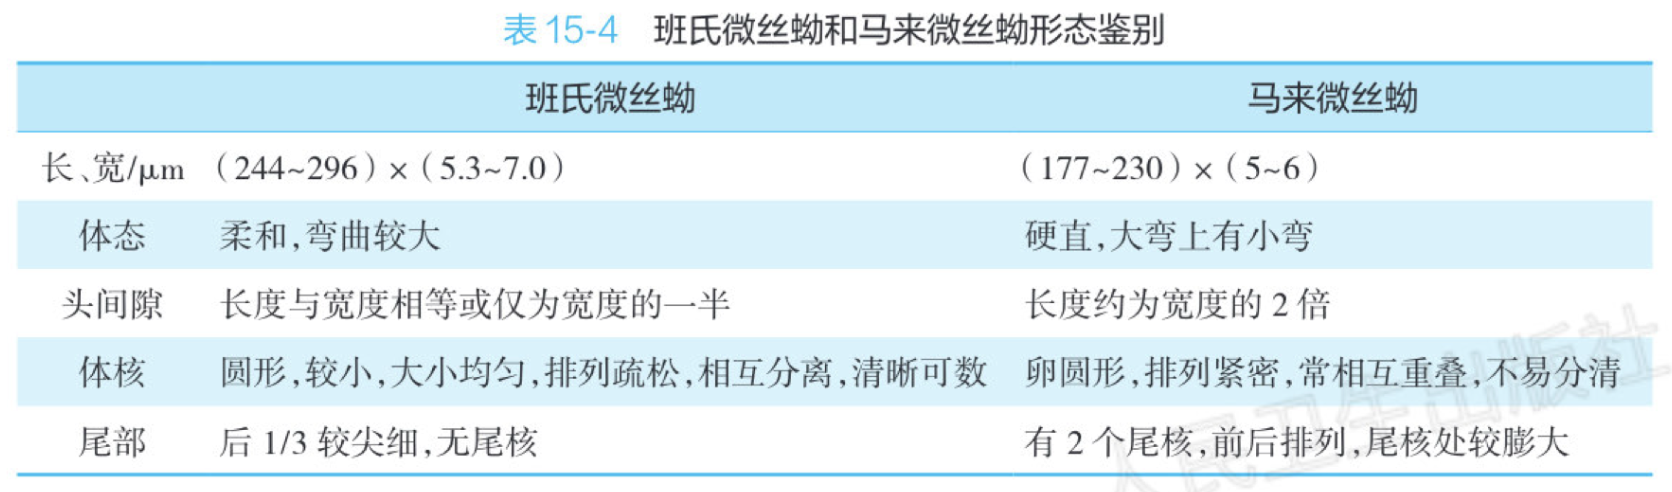 表 15-4 班氏微丝蚴和马来微丝蚴形态鉴别
班氏微丝蚴 马来微丝蚴
长、宽/μm (244~296)×(5.3~7.0) (177~230)×(5~6)
体态 柔和,弯曲较大 硬直,大弯上有小弯
头间隙 长度与宽度相等或仅为宽度的一半 长度约为宽度的 2 倍
体核 圆形,较小,大小均匀,排列疏松,相互分离,清晰可数 卵圆形,排列紧密,常相互重叠,不易分清
尾部 后 1/3 较尖细,无尾核 有 2 个尾核,前后排列,尾核处较膨大
人民卫生出版社